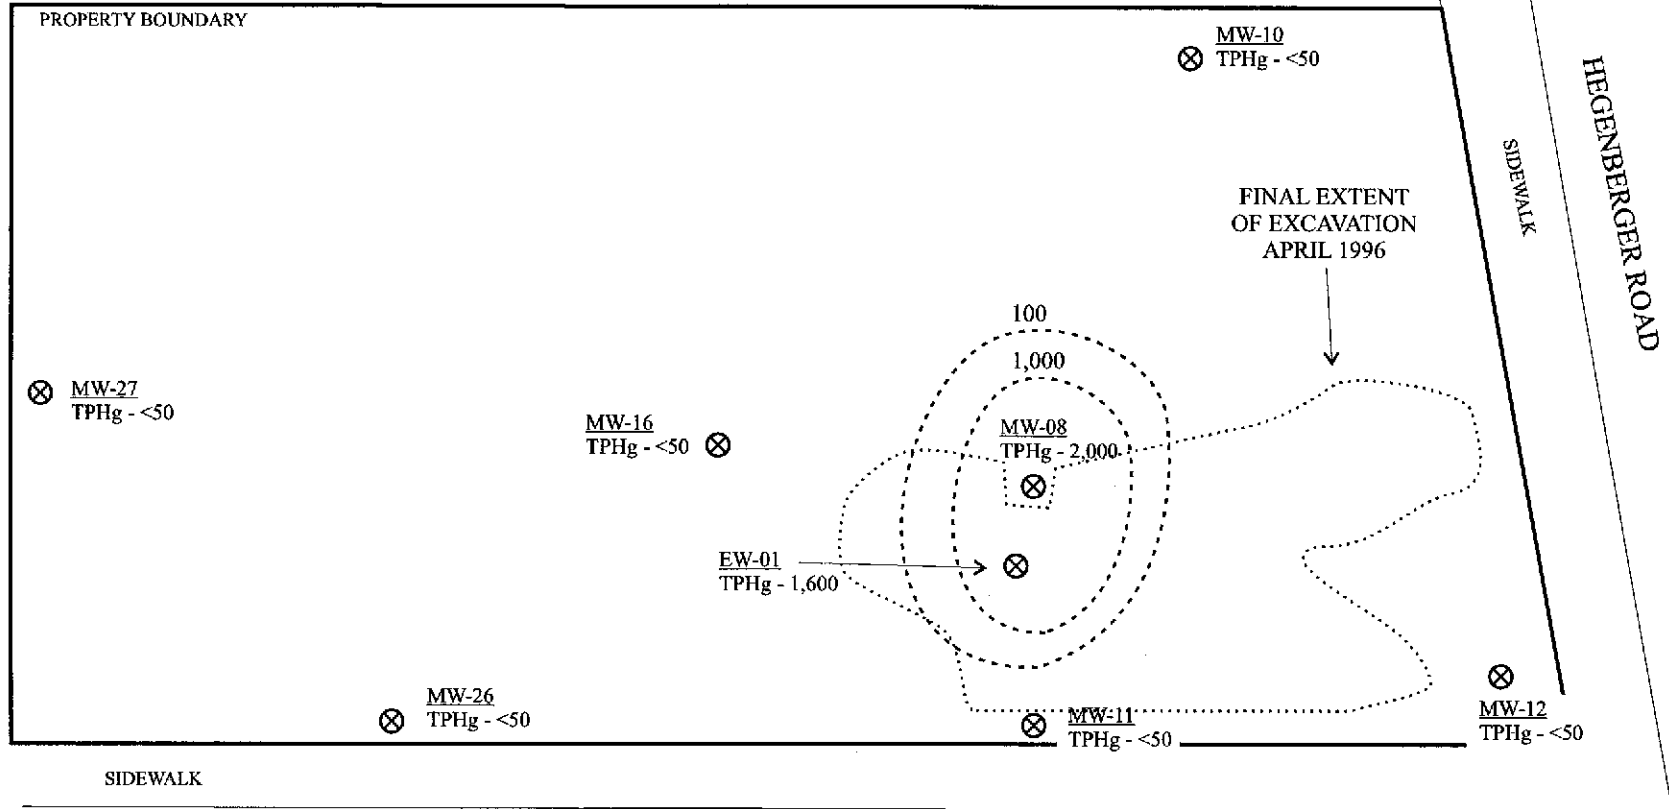 PROPERTY BOUNDARY
MW-10
TPHg - <50
HEGENBERGER ROAD
SIDEWALK
FINAL EXTENT
OF EXCAVATION
APRIL 1996
100
1,000
MW-27
TPHg - <50
MW-16
TPHg - <50
MW-08
TPHg - 2,000
EW-01
TPHg - 1,600
MW-26
TPHg - <50
MW-11
TPHg - <50
MW-12
TPHg - <50
SIDEWALK